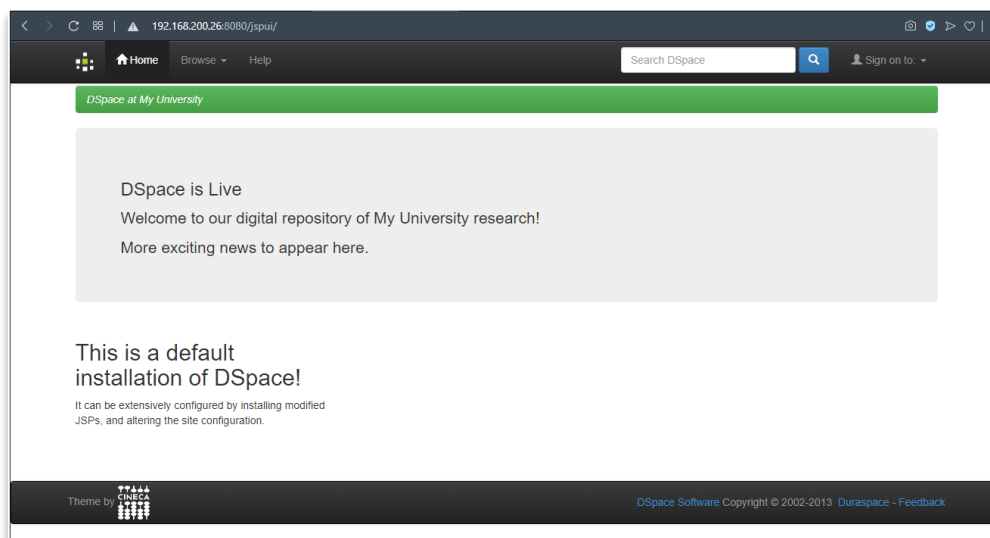 192.168.200.26:8080/jspui/
Home Browse Help Search DSpace Sign on to:
DSpace at My University
DSpace is Live
Welcome to our digital repository of My University research!
More exciting news to appear here.
This is a default
installation of DSpace!
It can be extensively configured by installing modified
JSPs, and altering the site configuration.
Theme by CINECA DSpace Software Copyright © 2002-2013 Duraspace - Feedback